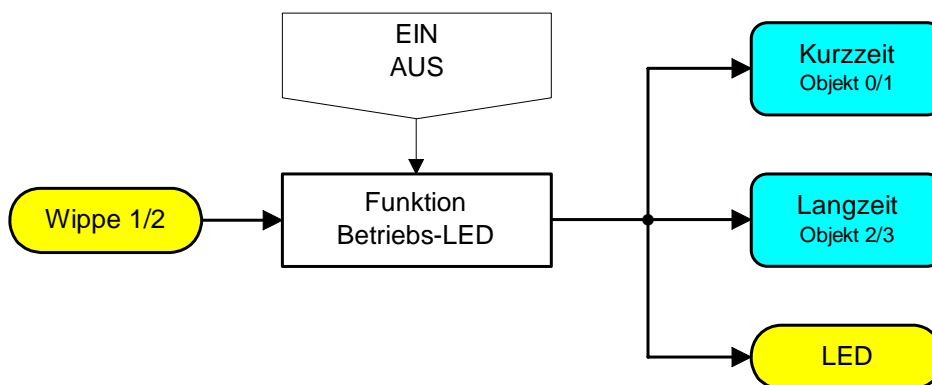 EIN
AUS
Kurzzeit
Objekt 0/1
Wippe 1/2
Funktion
Betriebs-LED
Langzeit
Objekt 2/3
LED